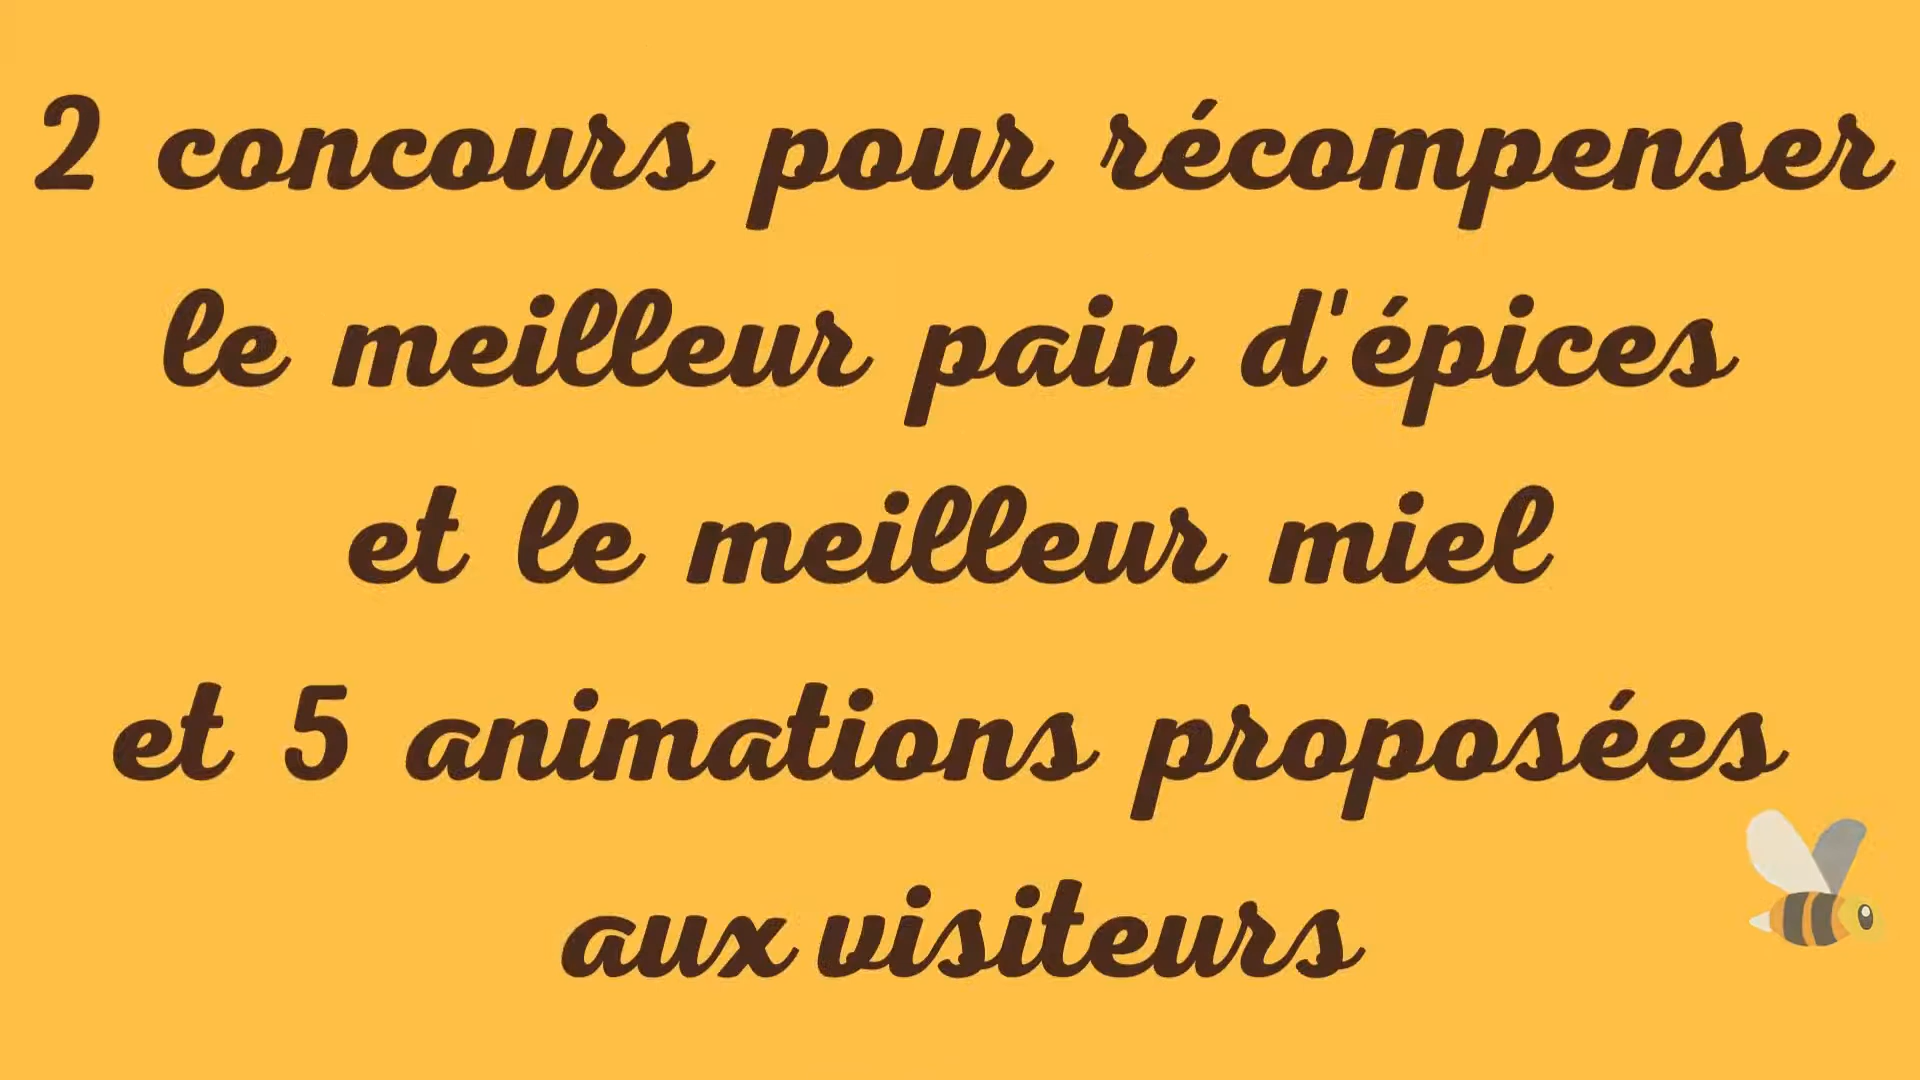 2 concours pour récompenser
le meilleur pain d'épices
et le meilleur miel
et 5 animations proposées
aux visiteurs